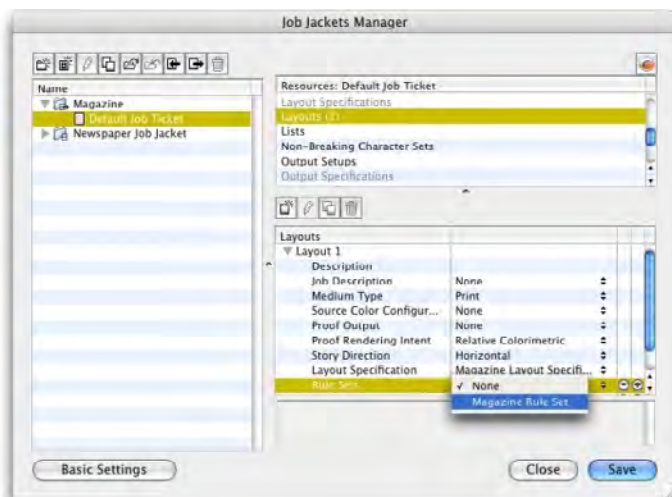 Job Jackets Manager
Name
Magazine
Default Job Ticket
Newspaper Job Jacket
Resources: Default Job Ticket
Layout Specifications
Layouts (1)
Lists
Non-Breaking Character Sets
Output Setups
Output Specifications
Layouts
Layout 1
Description
Job Description None
Medium Type Print
Source Color Configur... None
Proof Output None
Proof Rendering Intent Relative Colorimetric
Story Direction Horizontal
Layout Specification Magazine Layout Specifi...
Rule Sets ✓ None
Magazine Rule Set
Basic Settings
Close
Save